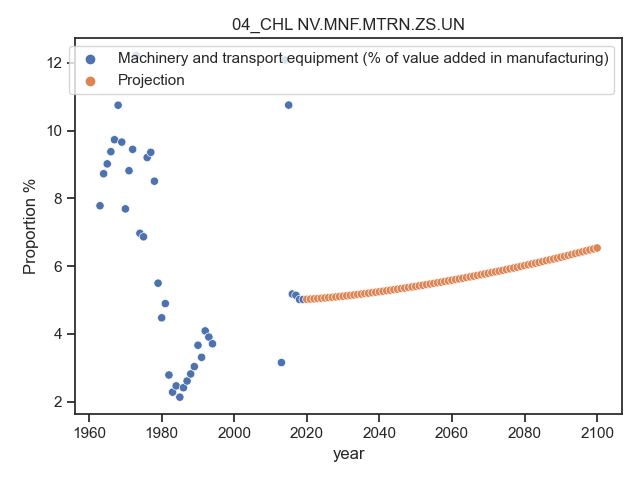 04_CHL NV.MNF.MTRN.ZS.UN
Machinery and transport equipment (% of value added in manufacturing)
Projection
12
10
8
6
4
2
Proportion %
1960 1980 2000 2020 2040 2060 2080 2100
year